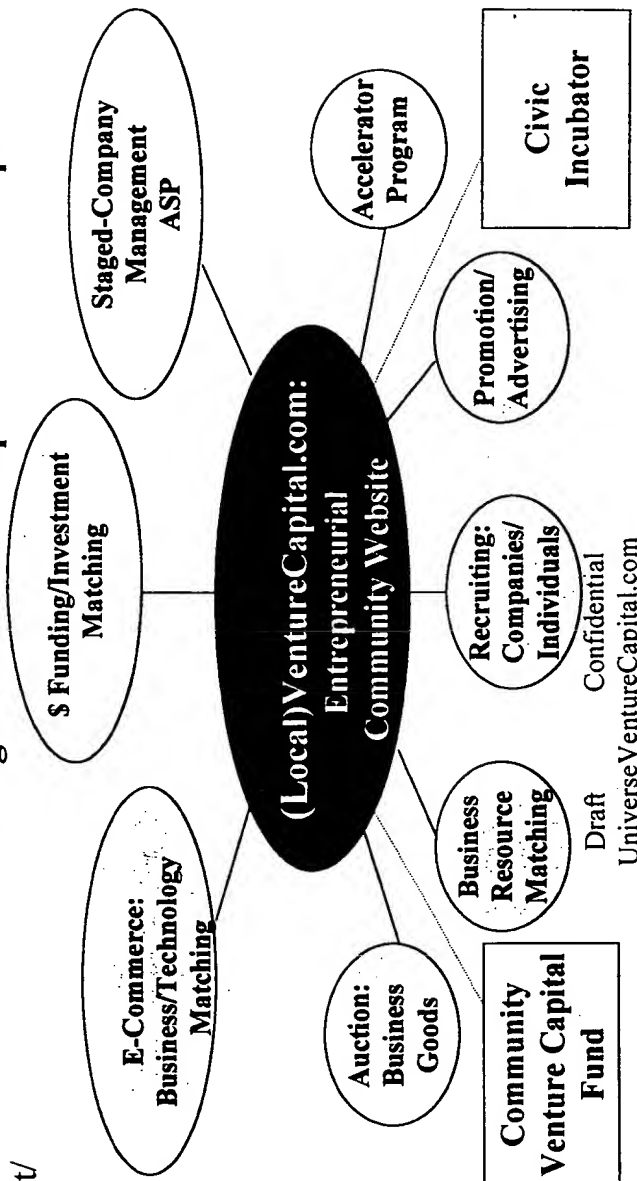 t/
$ Funding/Investment
Matching
E-Commerce:
Business/Technology
Matching
Staged-Company
Management
ASP
(Local)VentureCapital.com:
Entrepreneurial
Community Website
Auction:
Business
Goods
Business
Resource
Matching
Recruiting:
Companies/
Individuals
Promotion/
Advertising
Accelerator
Program
Community
Venture Capital
Fund
Civic
Incubator
Draft Confidential
UniverseVentureCapital.com